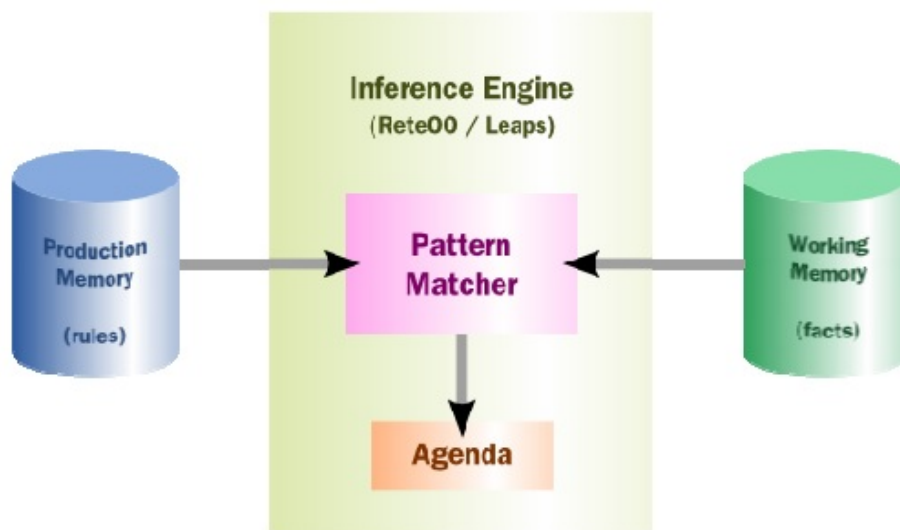 Inference Engine
(ReteOO / Leaps)
Production
Memory
(rules)
Pattern
Matcher
Working
Memory
(facts)
Agenda